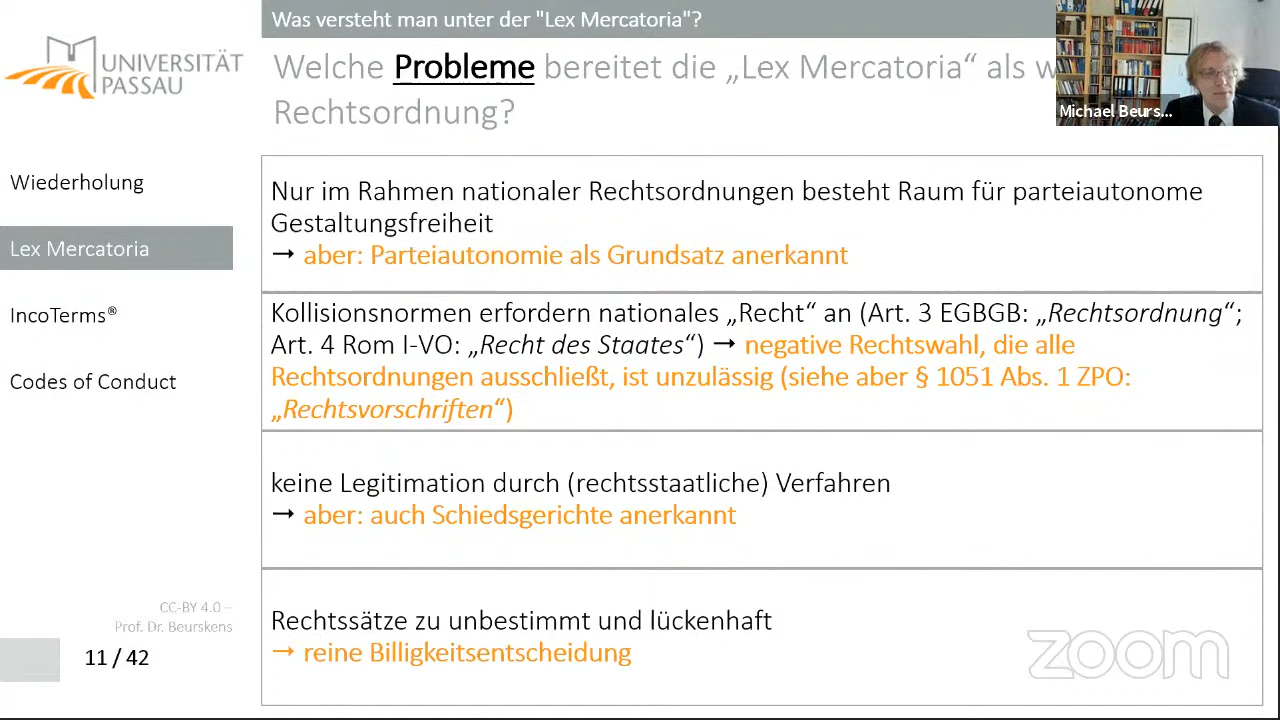 Was versteht man unter der "Lex Mercatoria"?
UNIVERSITÄT
PASSAU
Welche Probleme bereitet die „Lex Mercatoria“ als
Rechtsordnung?
Michael Beurs...
Wiederholung
Lex Mercatoria
IncoTerms®
Codes of Conduct
Nur im Rahmen nationaler Rechtsordnungen besteht Raum für parteiautonome
Gestaltungsfreiheit
→ aber: Parteiautonomie als Grundsatz anerkannt
Kollisionsnormen erfordern nationales „Recht“ an (Art. 3 EGBGB: „Rechtsordnung“;
Art. 4 Rom I-VO: „Recht des Staates“) → negative Rechtswahl, die alle
Rechtsordnungen ausschließt, ist unzulässig (siehe aber § 1051 Abs. 1 ZPO:
„Rechtsvorschriften“)
keine Legitimation durch (rechtsstaatliche) Verfahren
→ aber: auch Schiedsgerichte anerkannt
Rechtssätze zu unbestimmt und lückenhaft
→ reine Billigkeitsentscheidung
CC-BY 4.0 –
Prof. Dr. Beurskens
11 / 42
zoom